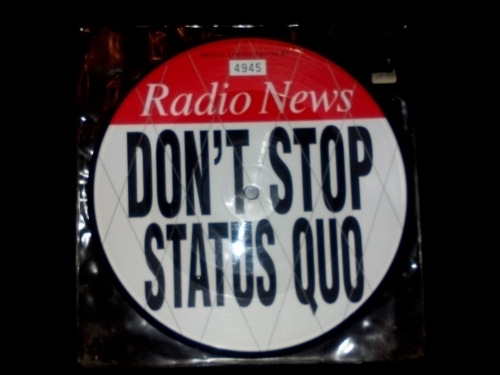 4945
Radio News
DON'T STOP
STATUS QUO